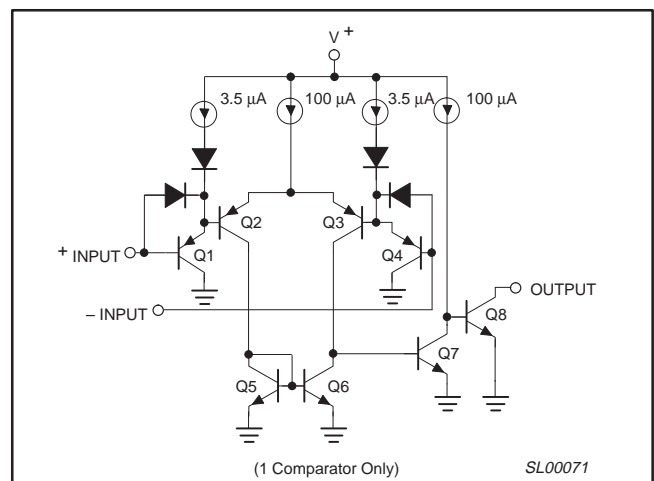 V +
3.5 μA
100 μA
3.5 μA
100 μA
Q2
Q3
+ INPUT
Q1
Q4
– INPUT
OUTPUT
Q8
Q7
Q5
Q6
(1 Comparator Only)
SL00071